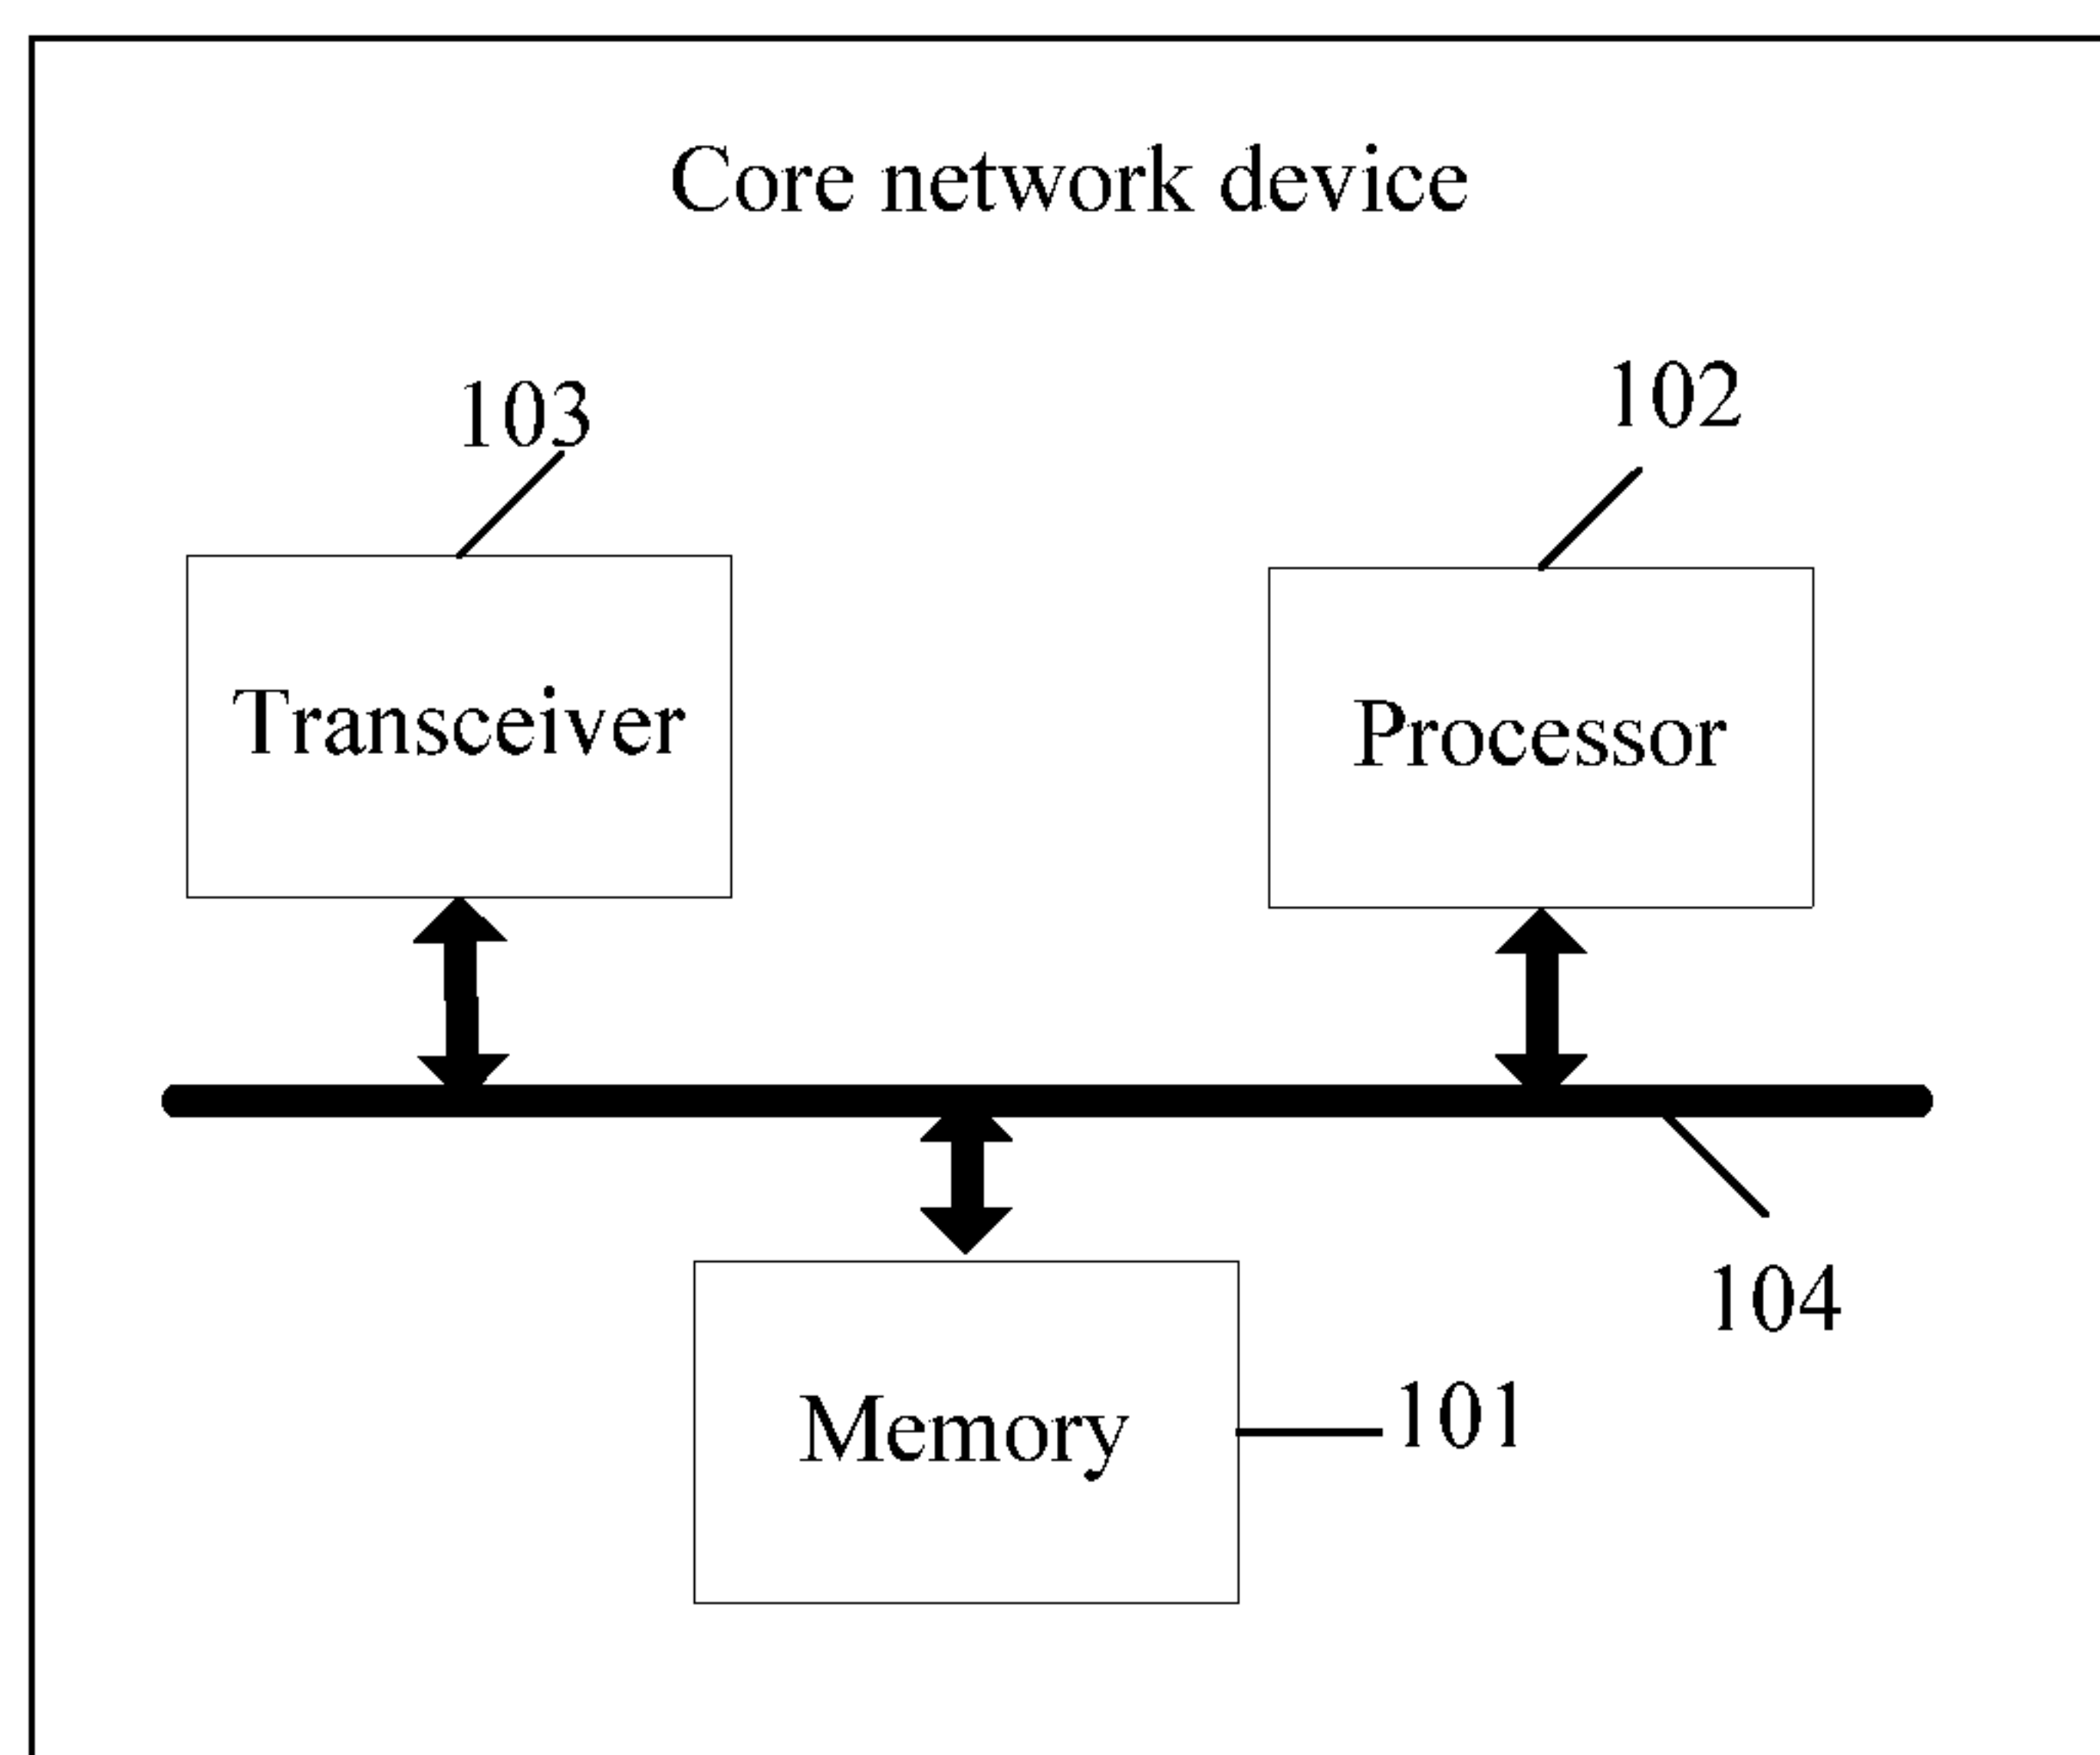 Core network device
103
102
Transceiver
Processor
104
Memory
101